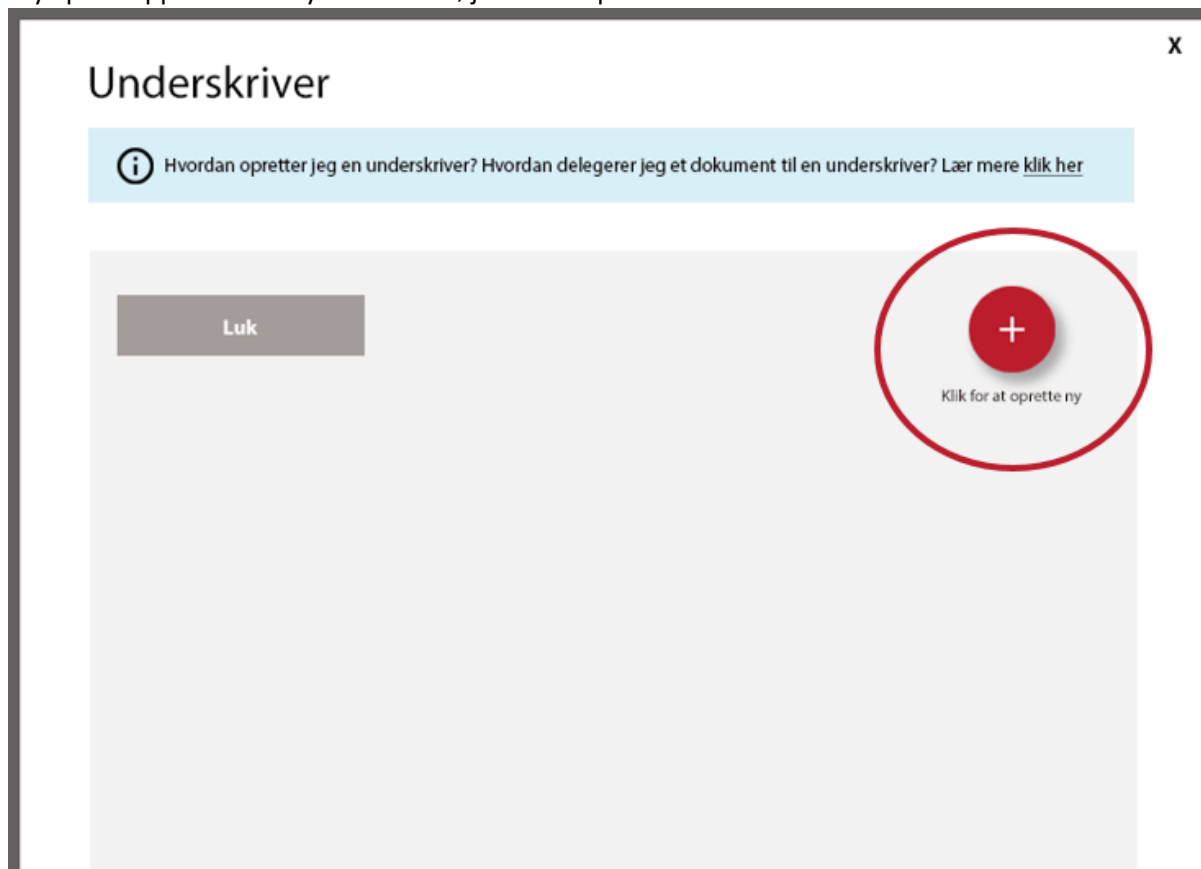 X
Underskriver
Hvordan opretter jeg en underskriver? Hvordan delegerer jeg et dokument til en underskriver? Lær mere klik her
Luk
+
Klik for at oprette ny